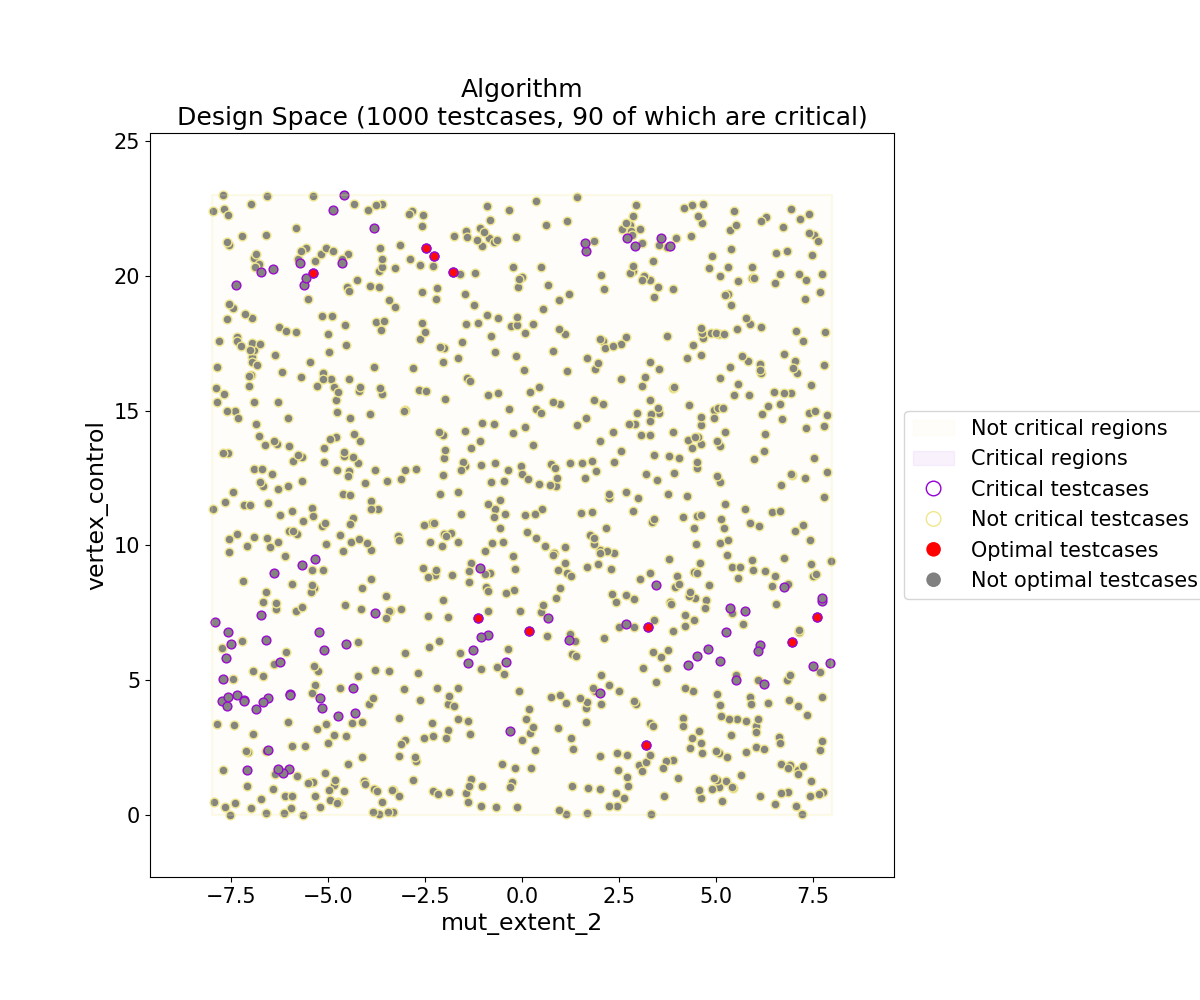 Algorithm
Design Space (1000 testcases, 90 of which are critical)
25
20
15
10
5
0
vertex_control
−7.5
−5.0
−2.5
0.0
2.5
5.0
7.5
mut_extent_2
Not critical regions
Critical regions
Critical testcases
Not critical testcases
Optimal testcases
Not optimal testcases